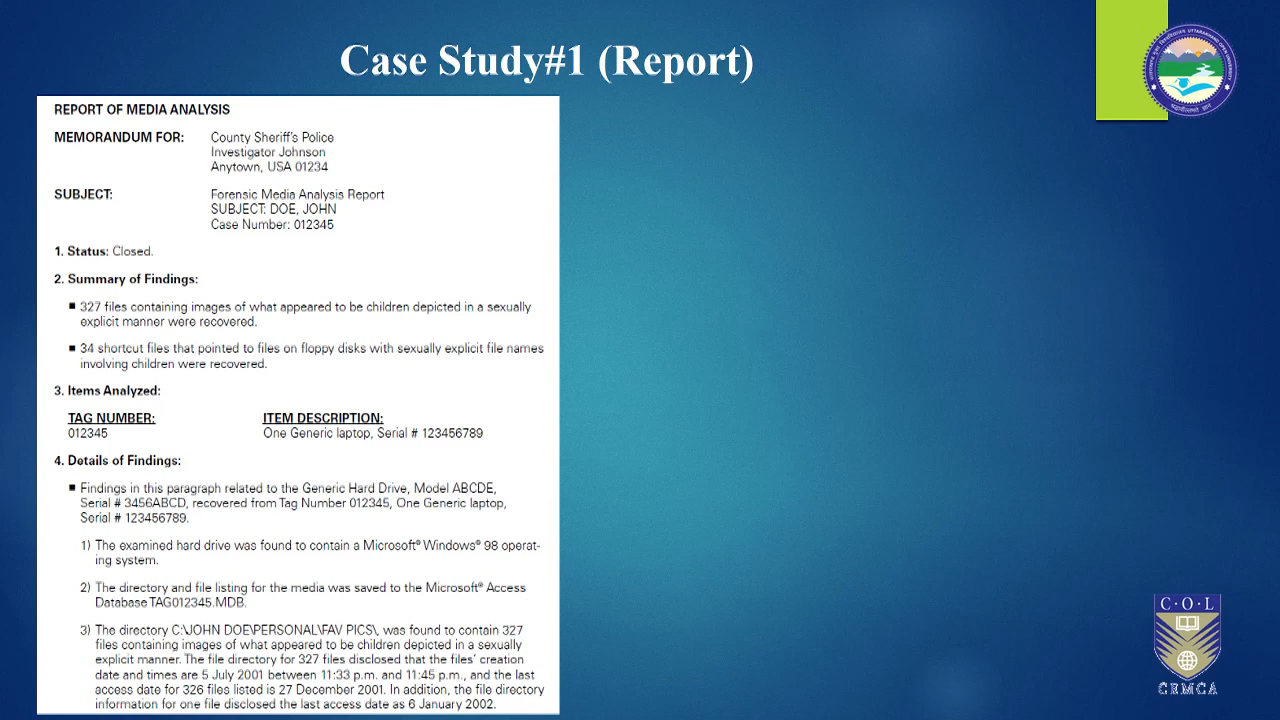 Case Study#1 (Report)
REPORT OF MEDIA ANALYSIS
MEMORANDUM FOR: County Sheriff's Police
Investigator Johnson
Anytown, USA 01234
SUBJECT: Forensic Media Analysis Report
SUBJECT: DOE, JOHN
Case Number: 012345
1. Status: Closed.
2. Summary of Findings:
■ 327 files containing images of what appeared to be children depicted in a sexually
explicit manner were recovered.
■ 34 shortcut files that pointed to files on floppy disks with sexually explicit file names
involving children were recovered.
3. Items Analyzed:
TAG NUMBER: ITEM DESCRIPTION:
012345 One Generic laptop, Serial # 123456789
4. Details of Findings:
■ Findings in this paragraph related to the Generic Hard Drive, Model ABCDE,
Serial # 3456ABCD, recovered from Tag Number 012345, One Generic laptop,
Serial # 123456789.
1) The examined hard drive was found to contain a Microsoft® Windows® 98 operat-
ing system.
2) The directory and file listing for the media was saved to the Microsoft® Access
Database TAG012345.MDB.
3) The directory C:\JOHN DOE\PERSONAL\FAV PICS\, was found to contain 327
files containing images of what appeared to be children depicted in a sexually
explicit manner. The file directory for 327 files disclosed that the files' creation
date and times are 5 July 2001 between 11:33 p.m. and 11:45 p.m., and the last
access date for 326 files listed is 27 December 2001. In addition, the file directory
information for one file disclosed the last access date as 6 January 2002.
UTTARAKHAND OPEN
C·O·L
CEMCA